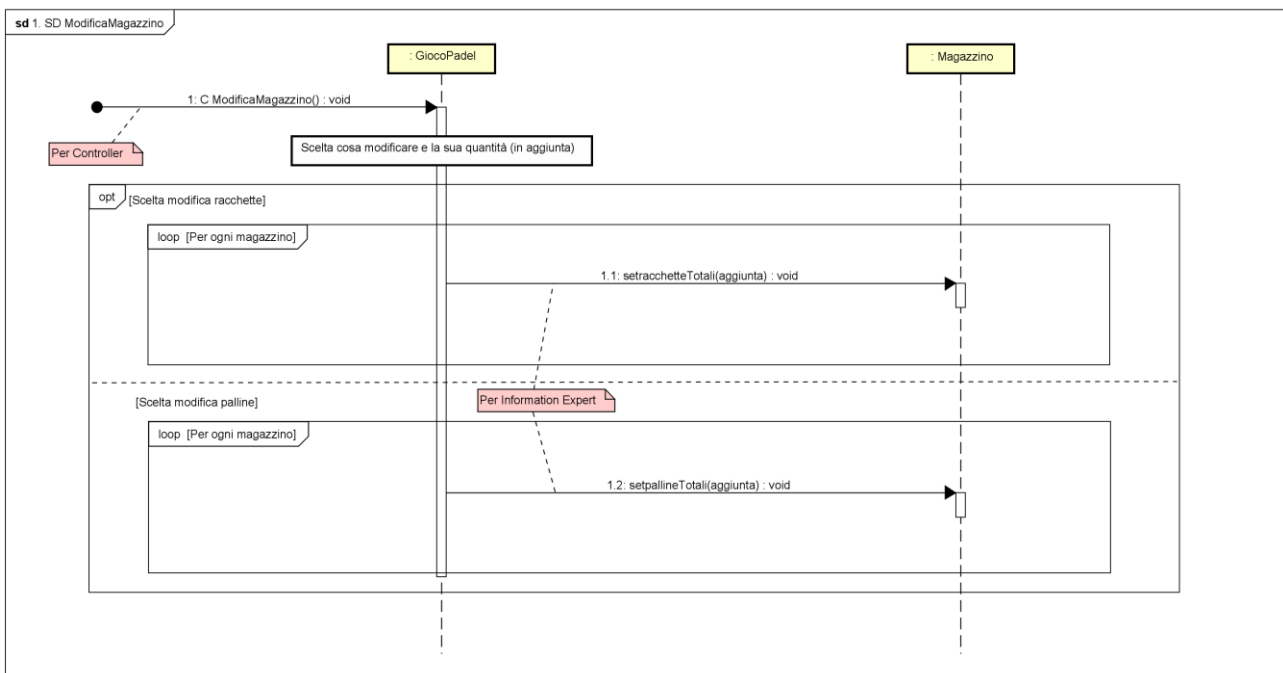 sd 1. SD ModificaMagazzino
: GiocoPadel
: Magazzino
1: C ModificaMagazzino() : void
Per Controller
Scelta cosa modificare e la sua quantità (in aggiunta)
opt
[Scelta modifica racchette]
loop [Per ogni magazzino]
1.1: setracchetteTotali(aggiunta) : void
Per Information Expert
[Scelta modifica palline]
loop [Per ogni magazzino]
1.2: setpallineTotali(aggiunta) : void